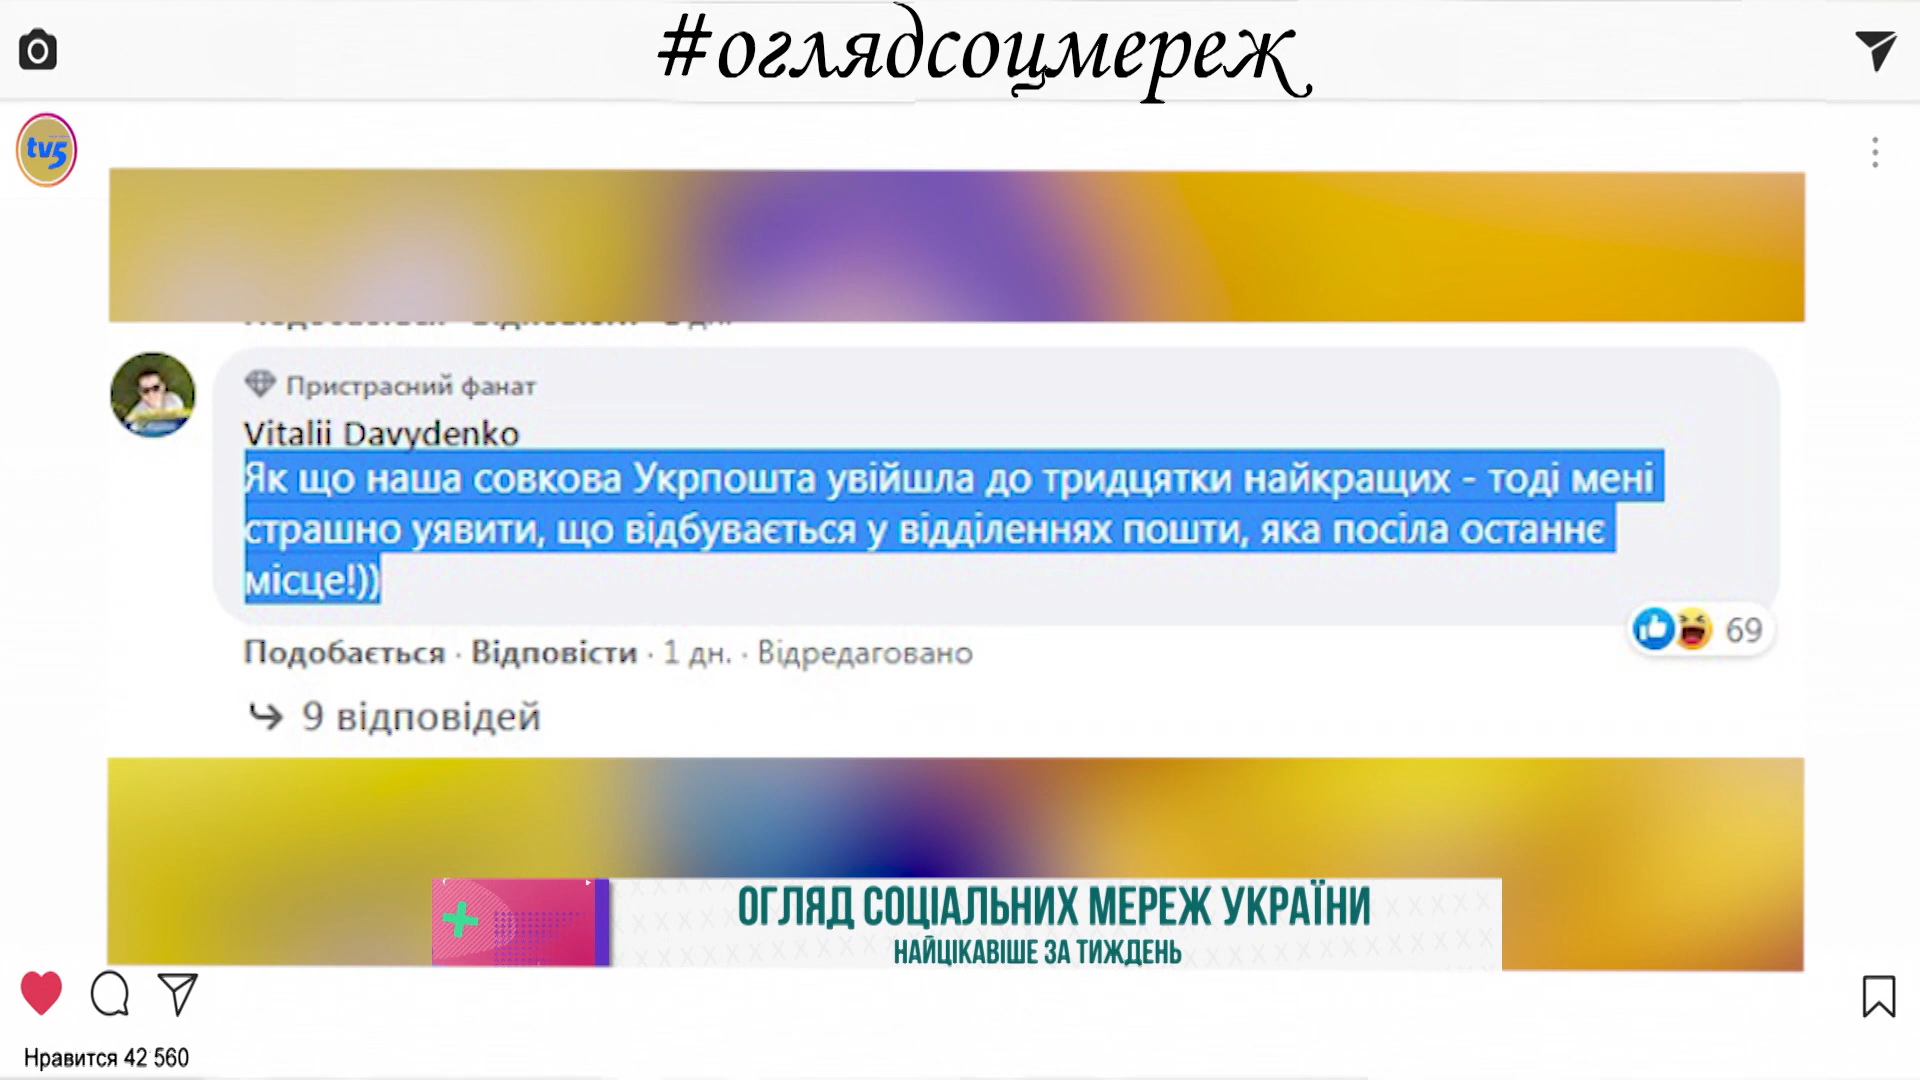 #оглядсоцмереж
tv5
Пристрасний фанат
Vitalii Davydenko
Як що наша совкова Укрпошта увійшла до тридцятки найкращих - тоді мені
страшно уявити, що відбувається у відділеннях пошти, яка посіла останнє
місце!))
69
Подобається · Відповісти · 1 дн. · Відредаговано
9 відповідей
ОГЛЯД СОЦІАЛЬНИХ МЕРЕЖ УКРАЇНИ
НАЙЦІКАВІШЕ ЗА ТИЖДЕНЬ
Нравится 42 560